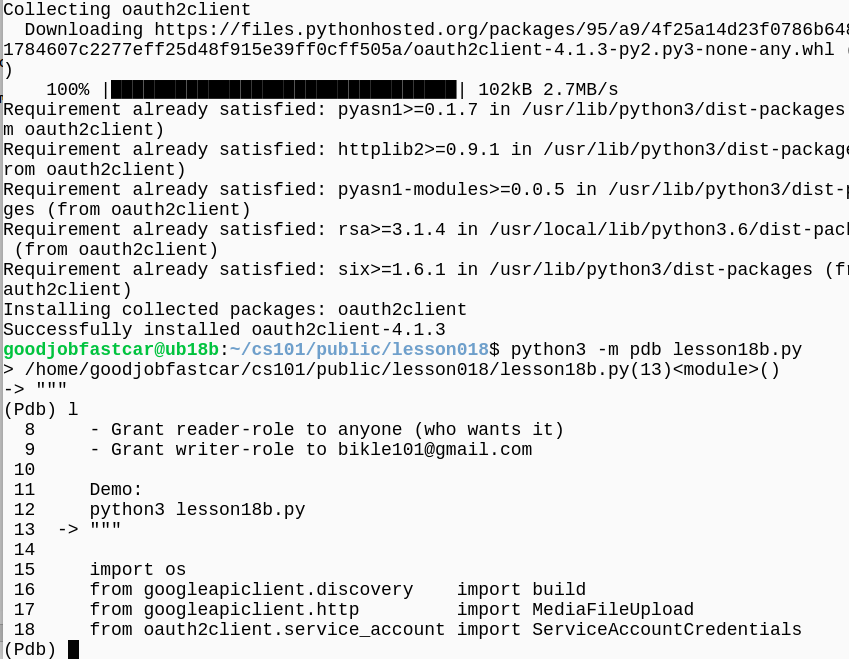 Collecting oauth2client
  Downloading https://files.pythonhosted.org/packages/95/a9/4f25a14d23f0786b64
1784607c2277eff25d48f915e39ff0cff505a/oauth2client-4.1.3-py2.py3-none-any.whl (
)
    100% |████████████████████████████████| 102kB 2.7MB/s
Requirement already satisfied: pyasn1>=0.1.7 in /usr/lib/python3/dist-packages
m oauth2client)
Requirement already satisfied: httplib2>=0.9.1 in /usr/lib/python3/dist-package
rom oauth2client)
Requirement already satisfied: pyasn1-modules>=0.0.5 in /usr/lib/python3/dist-p
ges (from oauth2client)
Requirement already satisfied: rsa>=3.1.4 in /usr/local/lib/python3.6/dist-pack
 (from oauth2client)
Requirement already satisfied: six>=1.6.1 in /usr/lib/python3/dist-packages (fr
auth2client)
Installing collected packages: oauth2client
Successfully installed oauth2client-4.1.3
goodjobfastcar@ub18b:~/cs101/public/lesson018$ python3 -m pdb lesson18b.py
> /home/goodjobfastcar/cs101/public/lesson018/lesson18b.py(13)<module>()
-> """
(Pdb) l
  8     - Grant reader-role to anyone (who wants it)
  9     - Grant writer-role to bikle101@gmail.com
 10
 11     Demo:
 12     python3 lesson18b.py
 13  -> """
 14
 15     import os
 16     from googleapiclient.discovery    import build
 17     from googleapiclient.http         import MediaFileUpload
 18     from oauth2client.service_account import ServiceAccountCredentials
(Pdb)